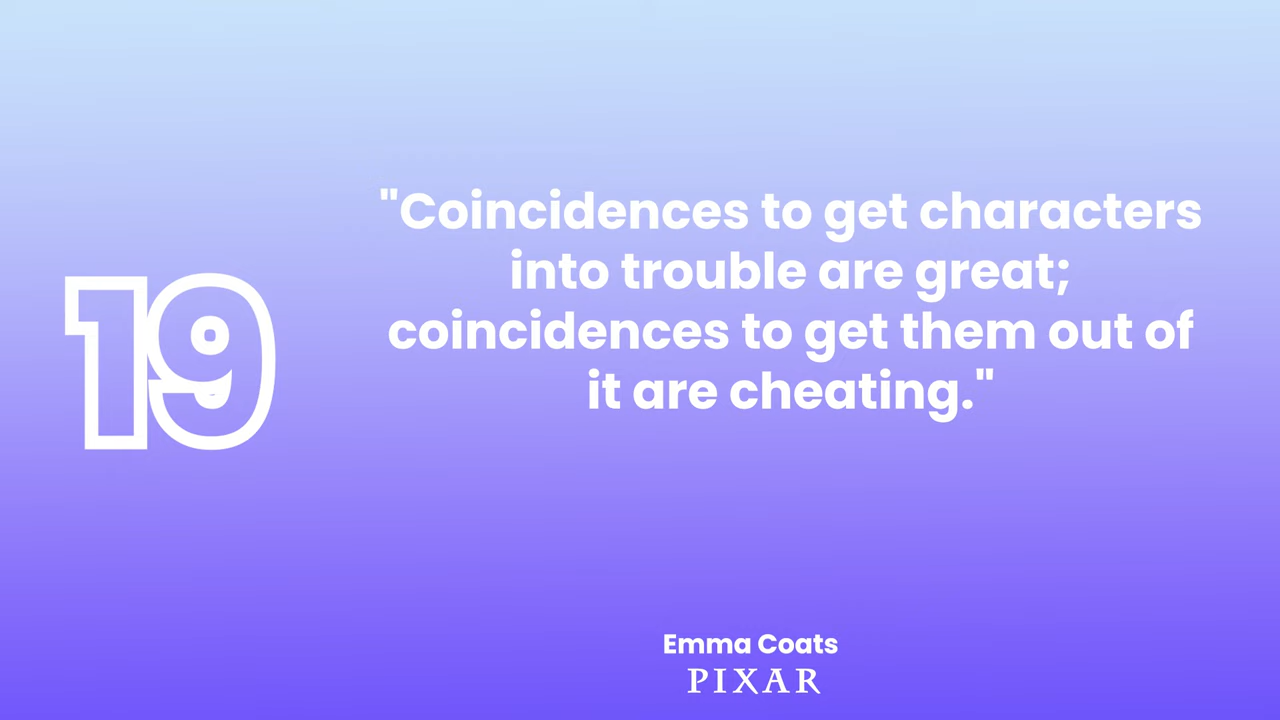 19
"Coincidences to get characters
into trouble are great;
coincidences to get them out of
it are cheating."
Emma Coats
PIXAR